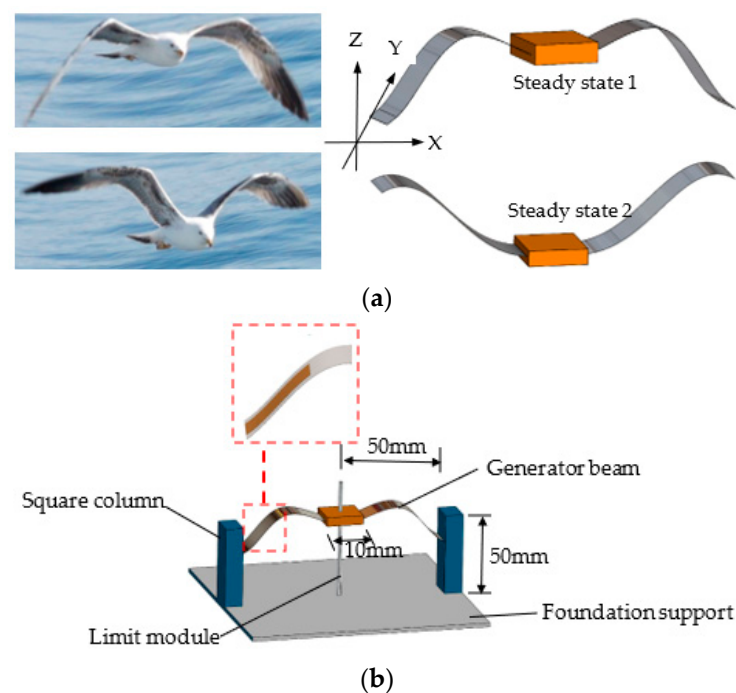 Z
Y
X
Steady state 1
Steady state 2
(a)
50mm
Generator beam
Square column
10mm
50mm
Limit module
Foundation support
(b)